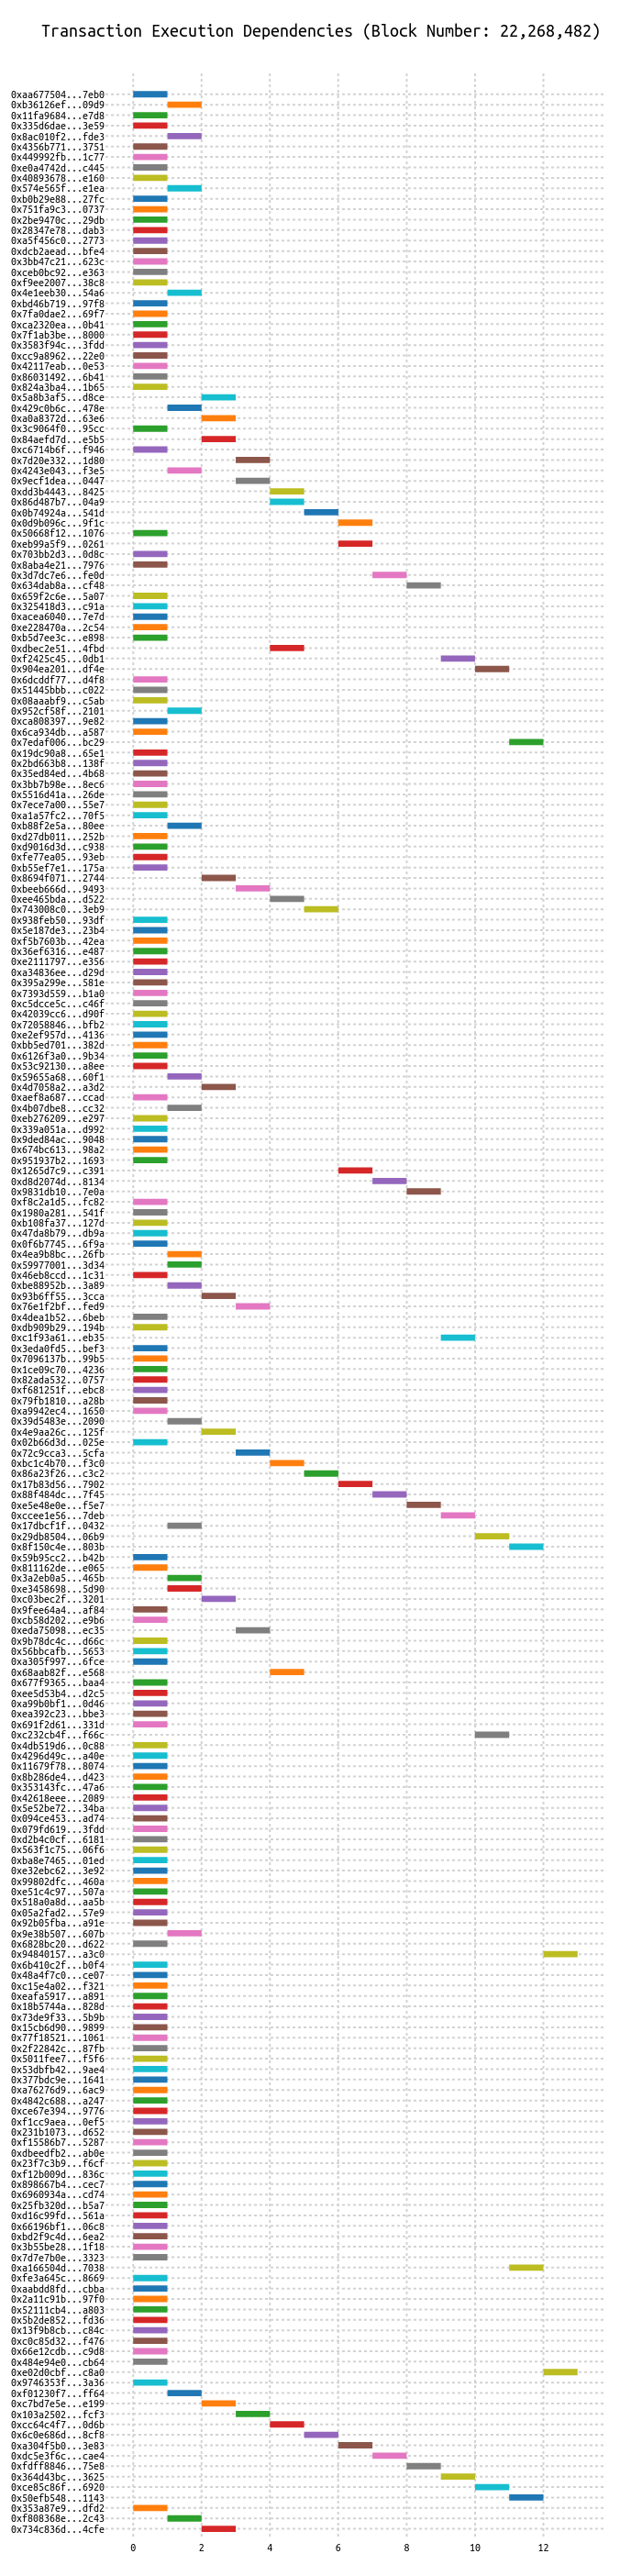 Transaction Execution Dependencies (Block Number: 22,268,482)
0xaa677504...7eb0
0xb36126ef...09d9
0x11fa9684...e7d8
0x335d6dae...3e59
0x8ac010f2...fde3
0x4356b771...3751
0x449992fb...1c77
0xe0a4742d...c445
0x40893678...e160
0x574e565f...e1ea
0xb0b29e88...27fc
0x751fa9c3...0737
0x2be9470c...29db
0x28347e78...dab3
0xa5f456c0...2773
0xdcb2aead...bfe4
0x3bb47c21...623c
0xceb0bc92...e363
0xf9ee2007...38c8
0x4e1eeb30...54a6
0xbd46b719...97f8
0x7fa0dae2...69f7
0xca2320ea...0b41
0x7f1ab3be...8000
0x3583f94c...3fdd
0xcc9a8962...22e0
0x42117eab...0e53
0x86031492...6b41
0x824a3ba4...1b65
0x5a8b3af5...d8ce
0x429c0b6c...478e
0xa0a8372d...63e6
0x3c9064f0...95cc
0x84aefd7d...e5b5
0xc6714b6f...f946
0x7d20e332...1d80
0x4243e043...f3e5
0x9ecf1dea...0447
0xdd3b4443...8425
0x86d487b7...04a9
0x0b74924a...541d
0x0d9b096c...9f1c
0x50668f12...1076
0xeb99a5f9...0261
0x703bb2d3...0d8c
0x8aba4e21...7976
0x3d7dc7e6...fe0d
0x634dab8a...cf48
0x659f2c6e...5a07
0x325418d3...c91a
0xacea6040...7e7d
0xe228470a...2c54
0xb5d7ee3c...e898
0xdbec2e51...4fbd
0xf2425c45...0db1
0x904ea201...df4e
0x6dcddf77...d4f8
0x51445bbb...c022
0x08aaabf9...c5ab
0x952cf58f...2101
0xca808397...9e82
0x6ca934db...a587
0x7edaf006...bc29
0x19dc90a8...65e1
0x2bd663b8...138f
0x35ed84ed...4b68
0x3bb7b98e...8ec6
0x5516d41a...26de
0x7ece7a00...55e7
0xa1a57fc2...70f5
0xb88f2e5a...80ee
0xd27db011...252b
0xd9016d3d...c938
0xfe77ea05...93eb
0xb55ef7e1...175a
0x8694f071...2744
0xbeeb666d...9493
0xee465bda...d522
0x743008c0...3eb9
0x938feb50...93df
0x5e187de3...23b4
0xf5b7603b...42ea
0x36ef6316...e487
0xe2111797...e356
0xa34836ee...d29d
0x395a299e...581e
0x7393d559...b1a0
0xc5dcce5c...c46f
0x42039cc6...d90f
0x72058846...bfb2
0xe2ef957d...4136
0xbb5ed701...382d
0x6126f3a0...9b34
0x53c92130...a8ee
0x59655a68...60f1
0x4d7058a2...a3d2
0xaef8a687...ccad
0x4b07dbe8...cc32
0xeb276209...e297
0x339a051a...d992
0x9ded84ac...9048
0x674bc613...98a2
0x951937b2...1693
0x1265d7c9...c391
0xd8d2074d...8134
0x9831db10...7e0a
0xf8c2a1d5...fc82
0x1980a281...541f
0xb108fa37...127d
0x47da8b79...db9a
0x0f6b7745...6f9a
0x4ea9b8bc...26fb
0x59977001...3d34
0x46eb8ccd...1c31
0xbe88952b...3a89
0x93b6ff55...3cca
0x76e1f2bf...fed9
0x4dea1b52...6beb
0xdb909b29...194b
0xc1f93a61...eb35
0x3eda0fd5...bef3
0x7096137b...99b5
0x1ce09c70...4236
0x82ada532...0757
0xf681251f...ebc8
0x79fb1810...a28b
0xa9942ec4...1650
0x39d5483e...2090
0x4e9aa26c...125f
0x02b66d3d...025e
0x72c9cca3...5cfa
0xbc1c4b70...f3c0
0x86a23f26...c3c2
0x17b83d56...7902
0x88f484dc...7f45
0xe5e48e0e...f5e7
0xccee1e56...7deb
0x17dbcf1f...0432
0x29db8504...06b9
0x8f150c4e...803b
0x59b95cc2...b42b
0x811162de...e065
0x3a2eb0a5...465b
0xe3458698...5d90
0xc03bec2f...3201
0x9fee64a4...af84
0xcb58d202...e9b6
0xeda75098...ec35
0x9b78dc4c...d66c
0x56bbcafb...5653
0xa305f997...6fce
0x68aab82f...e568
0x677f9365...baa4
0xee5d53b4...d2c5
0xa99b0bf1...0d46
0xea392c23...bbe3
0x691f2d61...331d
0xc232cb4f...f66c
0x4db519d6...0c88
0x4296d49c...a40e
0x11679f78...8074
0x8b286de4...d423
0x353143fc...47a6
0x42618eee...2089
0x5e52be72...34ba
0x094ce453...ad74
0x079fd619...3fdd
0xd2b4c0cf...6181
0x563f1c75...06f6
0xba8e7465...01ed
0xe32ebc62...3e92
0x99802dfc...460a
0xe51c4c97...507a
0x518a0a8d...aa5b
0x05a2fad2...57e9
0x92b05fba...a91e
0x9e38b507...607b
0x6828bc20...d622
0x94840157...a3c0
0x6b410c2f...b0f4
0x48a4f7c0...ce07
0xc15e4a02...f321
0xeafa5917...a891
0x18b5744a...828d
0x73de9f33...5b9b
0x15cb6d90...9899
0x77f18521...1061
0x2f22842c...87fb
0x5011fee7...f5f6
0x53dbfb42...9ae4
0x377bdc9e...1641
0xa76276d9...6ac9
0x4842c688...a247
0xce67e394...9776
0xf1cc9aea...0ef5
0x231b1073...d652
0xf15586b7...5287
0xdbeedfb2...ab0e
0x23f7c3b9...f6cf
0xf12b009d...836c
0x898667b4...cec7
0x6960934a...cd74
0x25fb320d...b5a7
0xd16c99fd...561a
0x66196bf1...06c8
0xbd2f9c4d...6ea2
0x3b55be28...1f18
0x7d7e7b0e...3323
0xa166504d...7038
0xfe3a645c...8669
0xaabdd8fd...cbba
0x2a11c91b...97f0
0x52111cb4...a803
0x5b2de852...fd36
0x13f9b8cb...c84c
0xc0c85d32...f476
0x66e12cdb...c9d8
0x484e94e0...cb64
0xe02d0cbf...c8a0
0x9746353f...3a36
0xf01230f7...ff64
0xc7bd7e5e...e199
0x103a2502...fcf3
0xcc64c4f7...0d6b
0x6c0e686d...8cf8
0xa304f5b0...3e83
0xdc5e3f6c...cae4
0xfdff8846...75e8
0x364d43bc...3625
0xce85c86f...6920
0x50efb548...1143
0x353a87e9...dfd2
0xf808368e...2c43
0x734c836d...4cfe
0 2 4 6 8 10 12